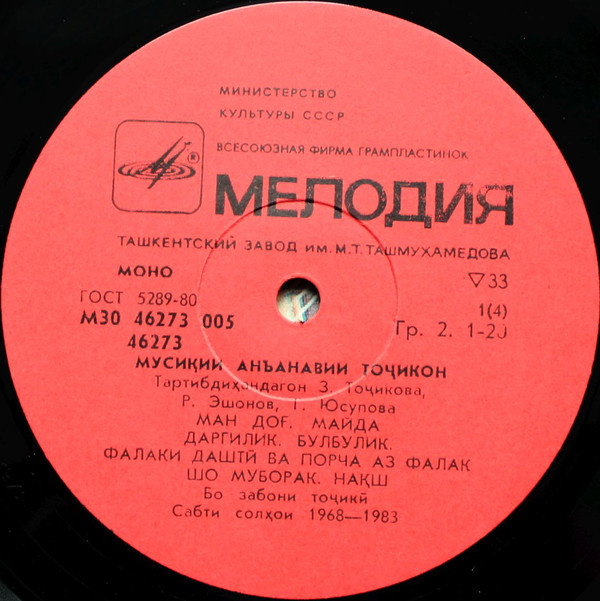 МИНИСТЕРСТВО
КУЛЬТУРЫ СССР
ВСЕСОЮЗНАЯ ФИРМА ГРАМПЛАСТИНОК
®
МЕЛОДИЯ
ТАШКЕНТСКИЙ ЗАВОД ИМ. М. Т. ТАШМУХАМЕДОВА
МОНО
▽33
ГОСТ 5289-80
1(4)
М30 46273 005
Гр. 2. 1-20
46273
МУСИҚИИ АНЪАНАВИИ ТОҶИКОН
Тартибдиҳандагон З. Тоҷикова,
Р. Эшонов, Г. Юсупова
МАН ДОҒ. МАЙДА
ДАРГИЛИК. БУЛБУЛИК.
ФАЛАКИ ДАШТӢ ВА ПОРЧА АЗ ФАЛАК
ШО МУБОРАК. НАҚШ
Бо забони тоҷикӣ
Сабти солҳои 1968—1983